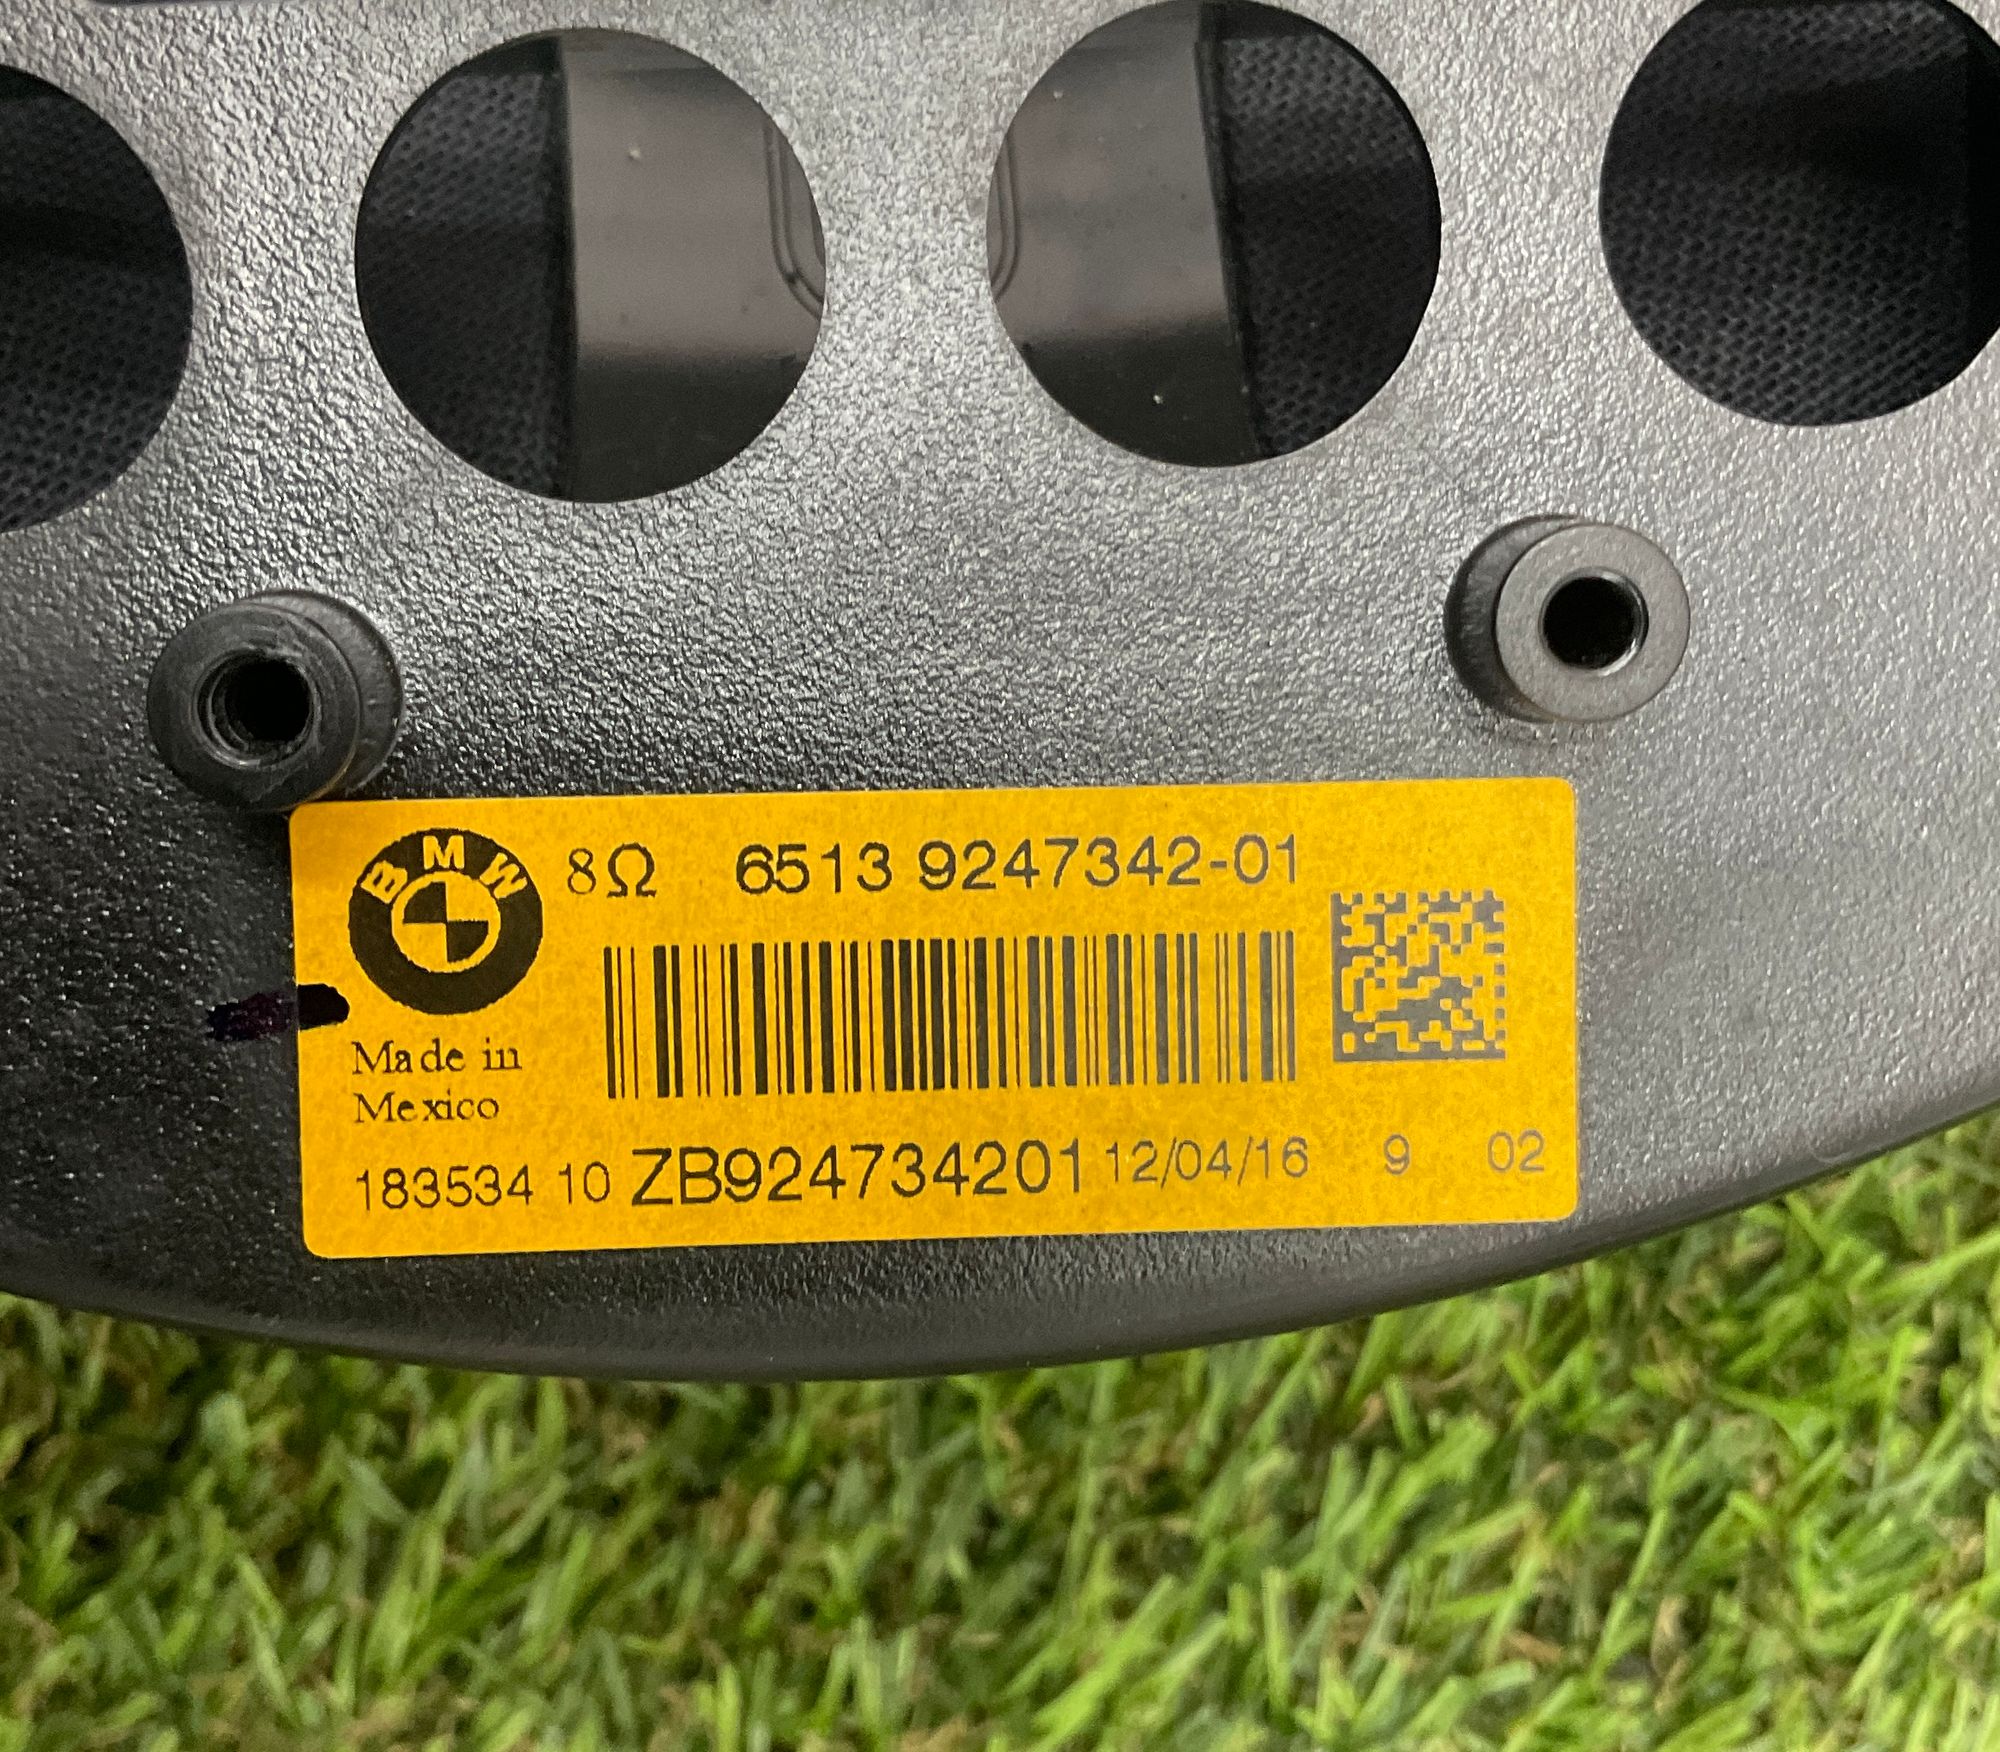 BMW
8Ω 6513 9247342-01
Made in
Mexico
183534 10 ZB924734201 12/04/16 9 02